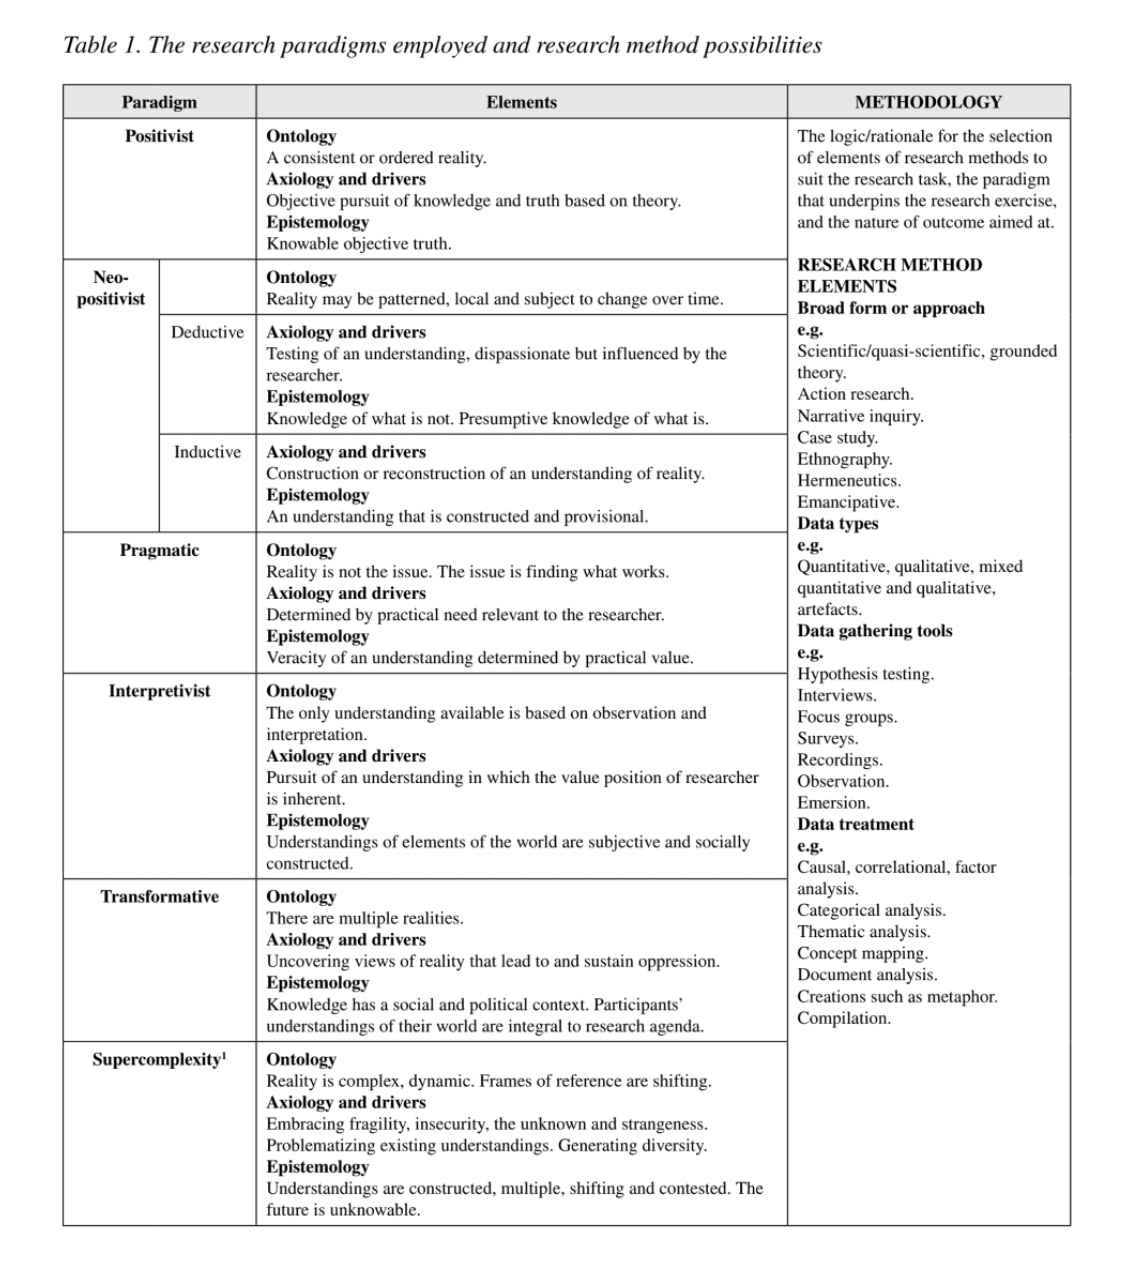 Table 1. The research paradigms employed and research method possibilities
Paradigm
Elements
METHODOLOGY
Positivist
Ontology
A consistent or ordered reality.
Axiology and drivers
Objective pursuit of knowledge and truth based on theory.
Epistemology
Knowable objective truth.
Neo-
positivist
Ontology
Reality may be patterned, local and subject to change over time.
Deductive
Axiology and drivers
Testing of an understanding, dispassionate but influenced by the
researcher.
Epistemology
Knowledge of what is not. Presumptive knowledge of what is.
Inductive
Axiology and drivers
Construction or reconstruction of an understanding of reality.
Epistemology
An understanding that is constructed and provisional.
Pragmatic
Ontology
Reality is not the issue. The issue is finding what works.
Axiology and drivers
Determined by practical need relevant to the researcher.
Epistemology
Veracity of an understanding determined by practical value.
Interpretivist
Ontology
The only understanding available is based on observation and
interpretation.
Axiology and drivers
Pursuit of an understanding in which the value position of researcher
is inherent.
Epistemology
Understandings of elements of the world are subjective and socially
constructed.
Transformative
Ontology
There are multiple realities.
Axiology and drivers
Uncovering views of reality that lead to and sustain oppression.
Epistemology
Knowledge has a social and political context. Participants’
understandings of their world are integral to research agenda.
Supercomplexity¹
Ontology
Reality is complex, dynamic. Frames of reference are shifting.
Axiology and drivers
Embracing fragility, insecurity, the unknown and strangeness.
Problematizing existing understandings. Generating diversity.
Epistemology
Understandings are constructed, multiple, shifting and contested. The
future is unknowable.
The logic/rationale for the selection
of elements of research methods to
suit the research task, the paradigm
that underpins the research exercise,
and the nature of outcome aimed at.
RESEARCH METHOD
ELEMENTS
Broad form or approach
e.g.
Scientific/quasi-scientific, grounded
theory.
Action research.
Narrative inquiry.
Case study.
Ethnography.
Hermeneutics.
Emancipative.
Data types
e.g.
Quantitative, qualitative, mixed
quantitative and qualitative,
artefacts.
Data gathering tools
e.g.
Hypothesis testing.
Interviews.
Focus groups.
Surveys.
Recordings.
Observation.
Emersion.
Data treatment
e.g.
Causal, correlational, factor
analysis.
Categorical analysis.
Thematic analysis.
Concept mapping.
Document analysis.
Creations such as metaphor.
Compilation.